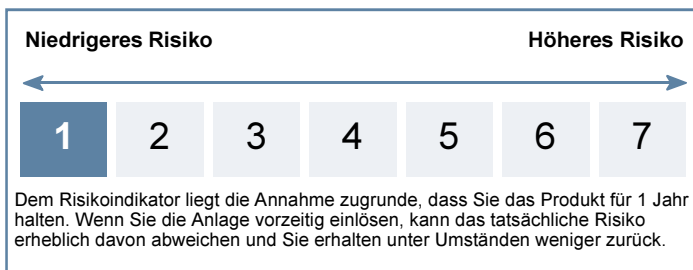 Niedrigeres Risiko Höheres Risiko
1 2 3 4 5 6 7
Dem Risikoindikator liegt die Annahme zugrunde, dass Sie das Produkt für 1 Jahr
halten. Wenn Sie die Anlage vorzeitig einlösen, kann das tatsächliche Risiko
erheblich davon abweichen und Sie erhalten unter Umständen weniger zurück.